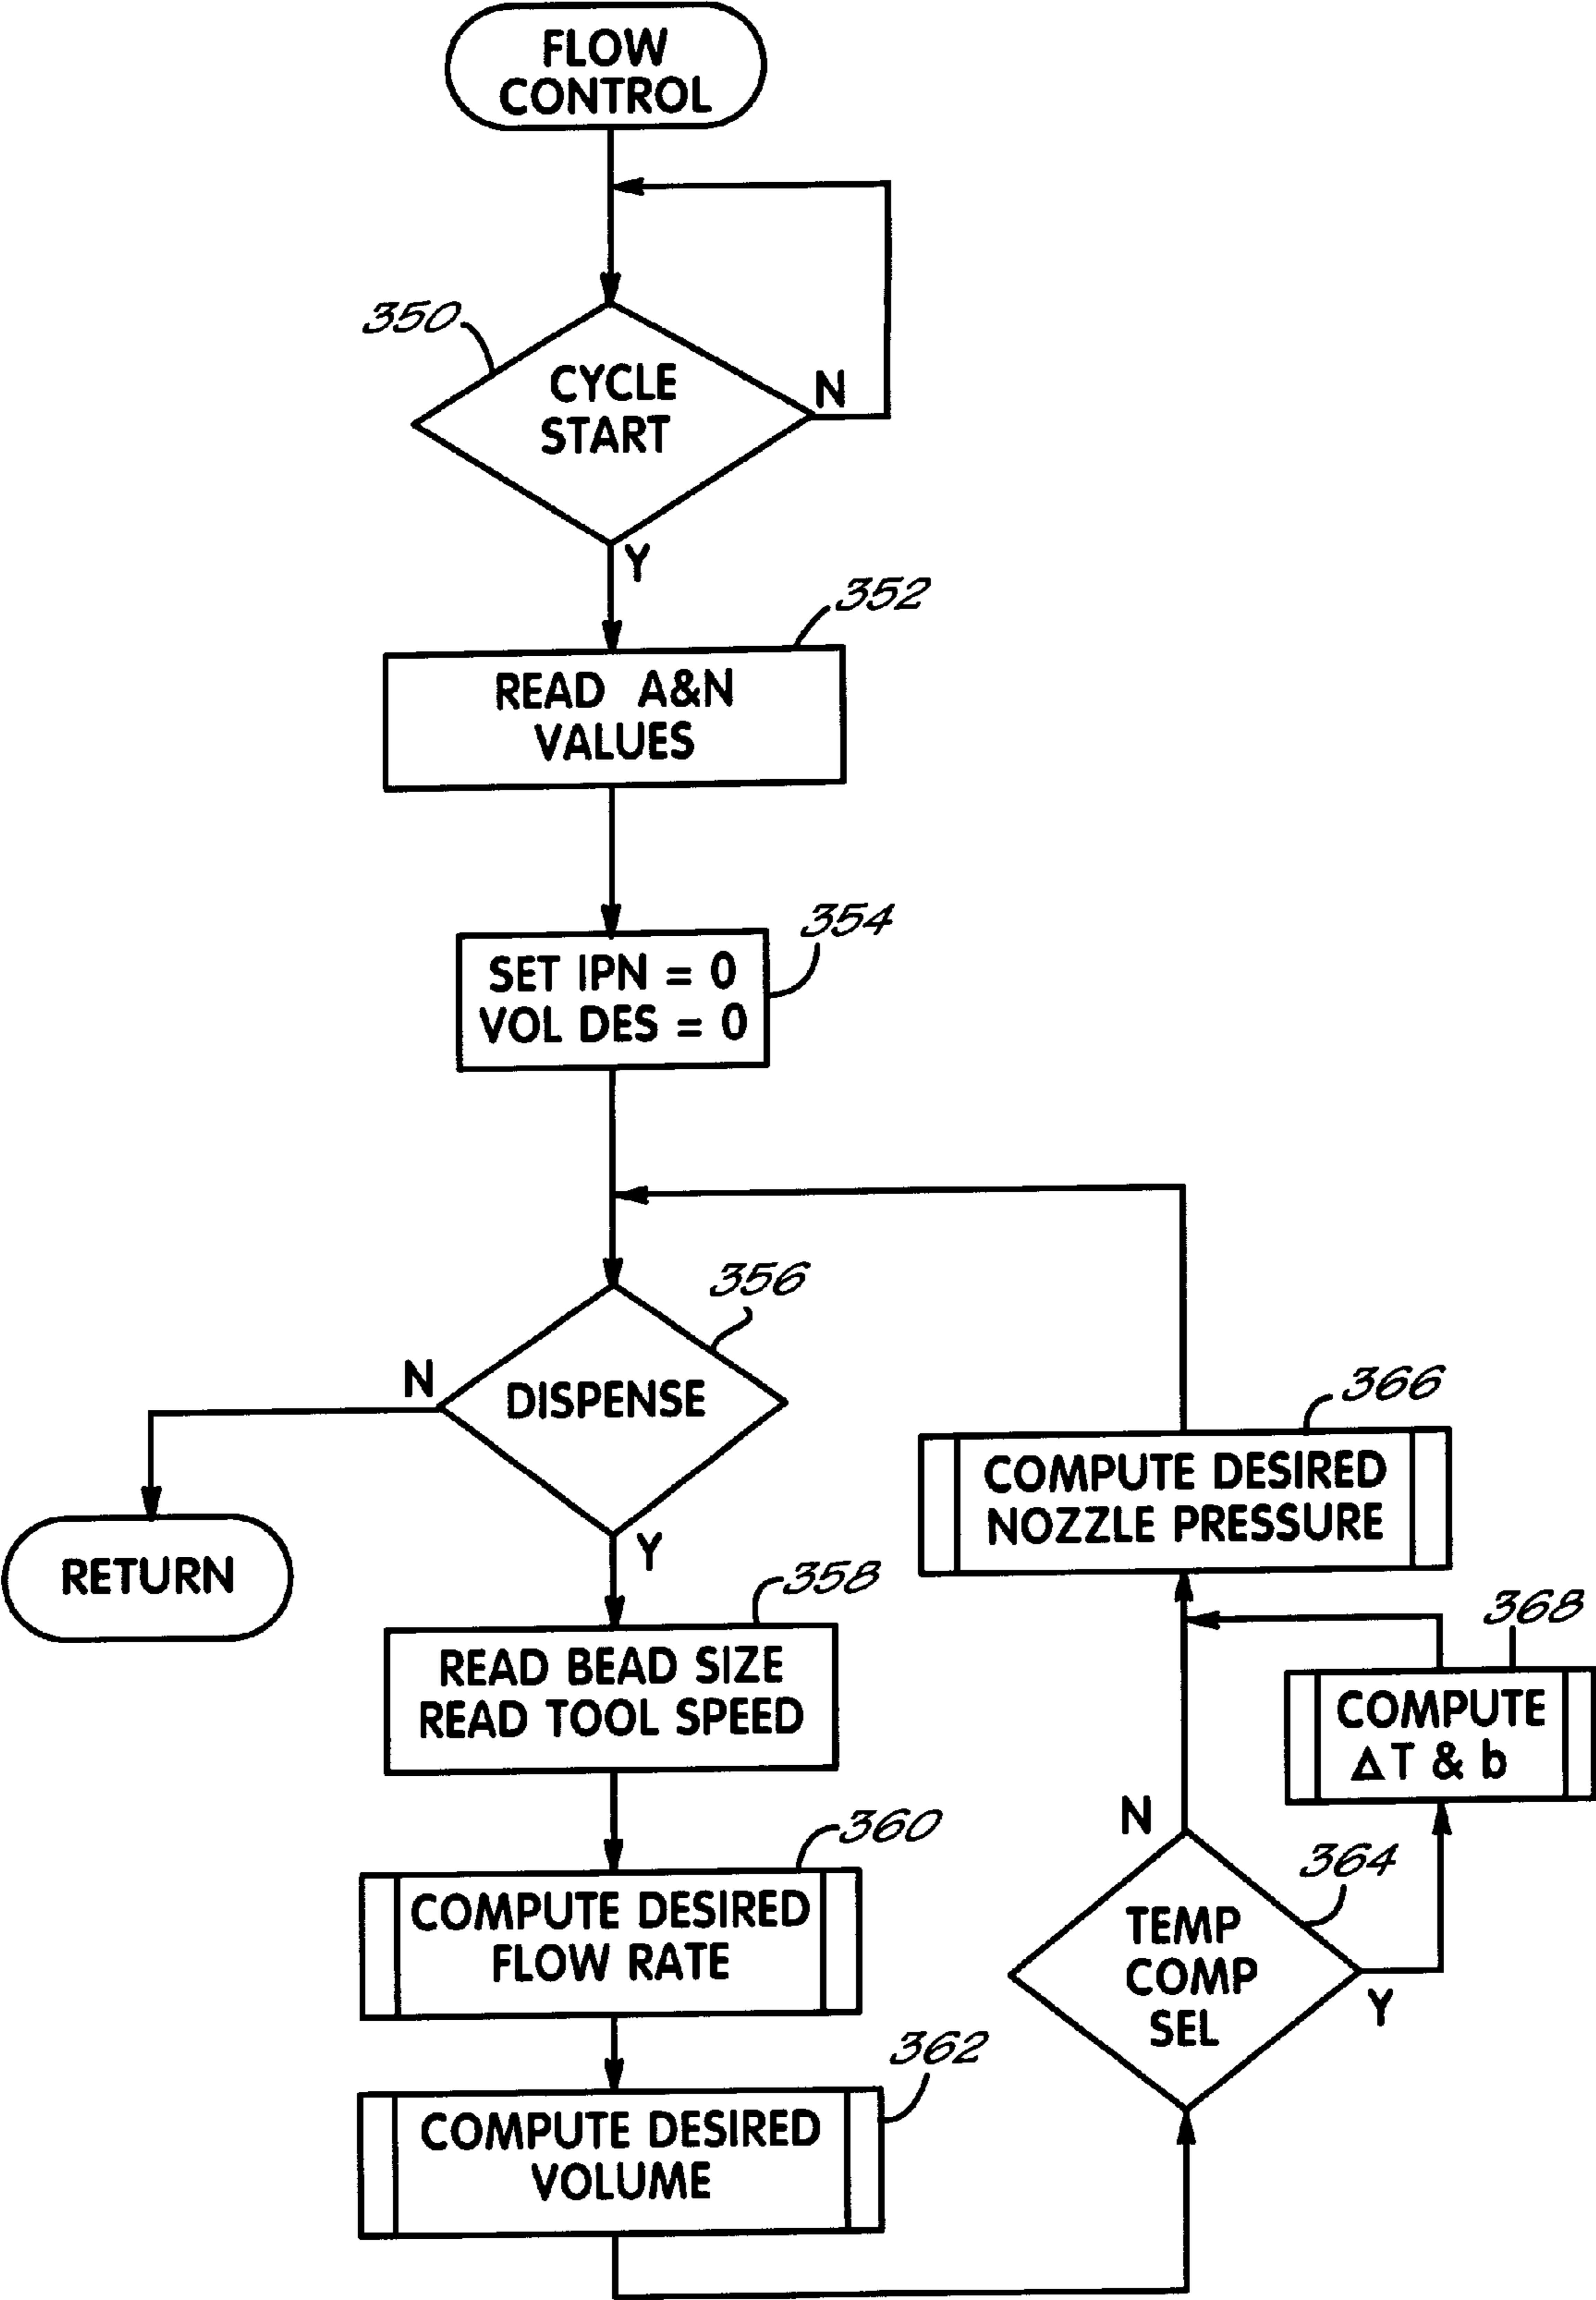 FLOW
CONTROL
350
CYCLE
START
N
Y
352
READ A&N
VALUES
354
SET IPN = 0
VOL DES = 0
356
N
DISPENSE
Y
RETURN
358
READ BEAD SIZE
READ TOOL SPEED
360
COMPUTE DESIRED
FLOW RATE
362
COMPUTE DESIRED
VOLUME
366
COMPUTE DESIRED
NOZZLE PRESSURE
368
COMPUTE
ΔT & b
N
364
TEMP
COMP
SEL
Y